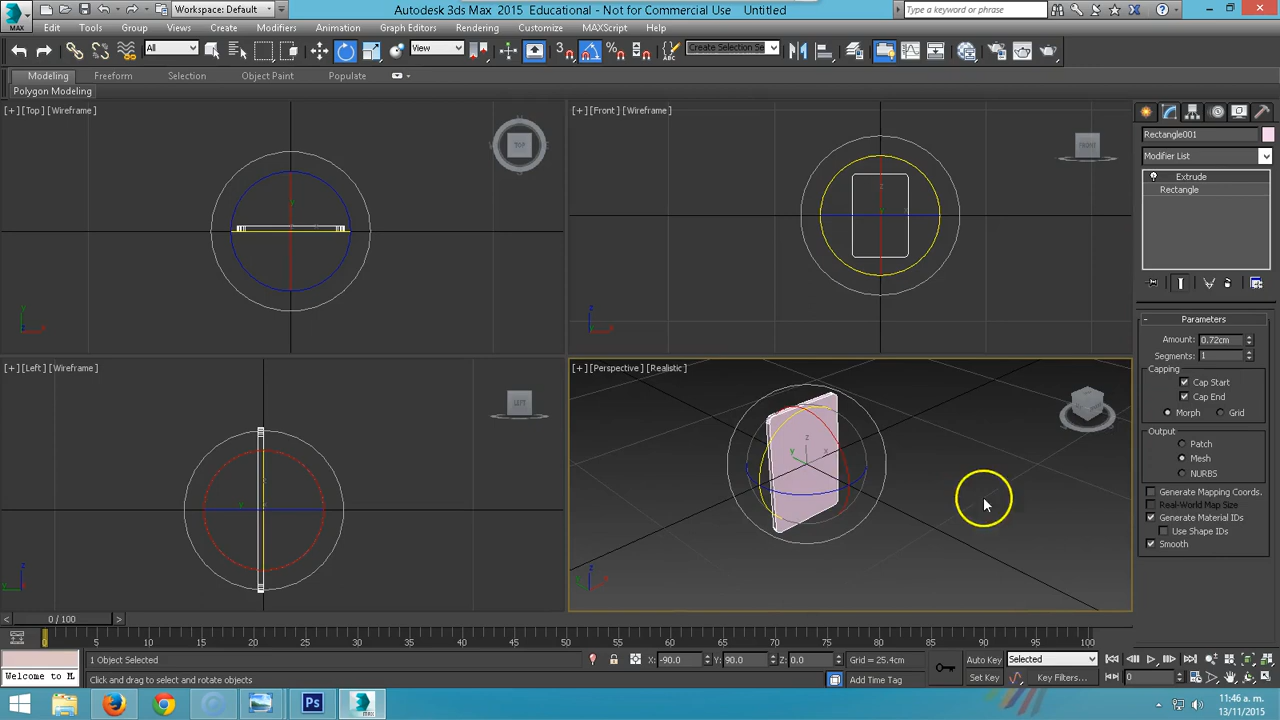 Workspace: Default
Autodesk 3ds Max 2015 Educational - Not for Commercial Use Untitled
Type a keyword or phrase
MAX
Edit Tools Group Views Create Modifiers Animation Graph Editors Rendering Customize MAXScript Help
All View Create Selection Se
Modeling Freeform Selection Object Paint Populate
Polygon Modeling
[+] [Top] [Wireframe]
[+] [Front] [Wireframe]
TOP
FRONT
[+] [Left] [Wireframe]
[+] [Perspective] [Realistic]
LEFT
Rectangle001
Modifier List
Extrude
Rectangle
Parameters
Amount: 0.72cm
Segments: 1
Capping
Cap Start
Cap End
Morph Grid
Output
Patch
Mesh
NURBS
Generate Mapping Coords.
Real-World Map Size
Generate Material IDs
Use Shape IDs
Smooth
0 / 100
0 5 10 15 20 25 30 35 40 45 50 55 60 65 70 75 80 85 90 95 100
1 Object Selected X: -90.0 Y: 90.0 Z: 0.0 Grid = 25.4cm Auto Key Selected
Welcome to M Click and drag to select and rotate objects Add Time Tag Set Key Key Filters... 0
Ps
11:46 a. m.
13/11/2015